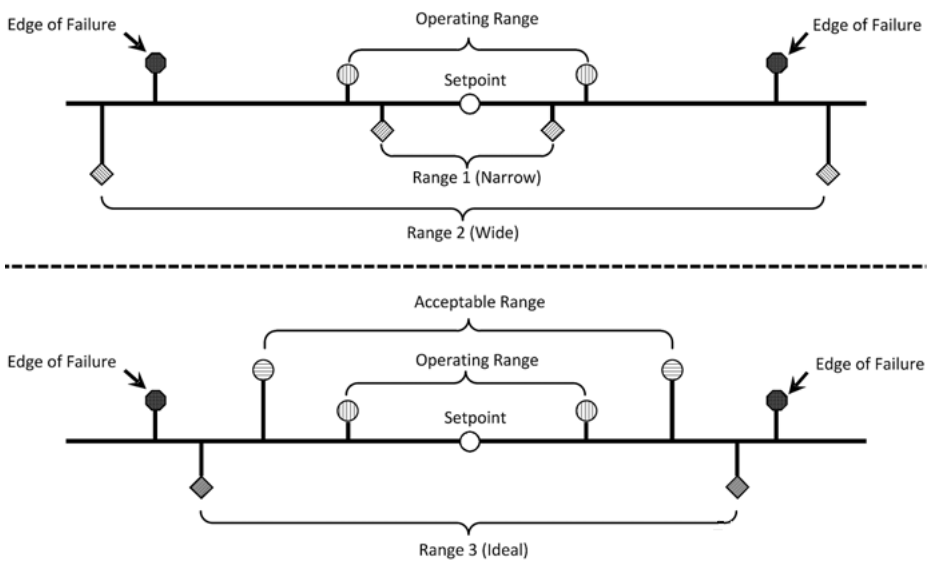 Operating Range
Edge of Failure
Edge of Failure
Setpoint
Range 1 (Narrow)
Range 2 (Wide)
Acceptable Range
Edge of Failure
Operating Range
Edge of Failure
Setpoint
Range 3 (Ideal)